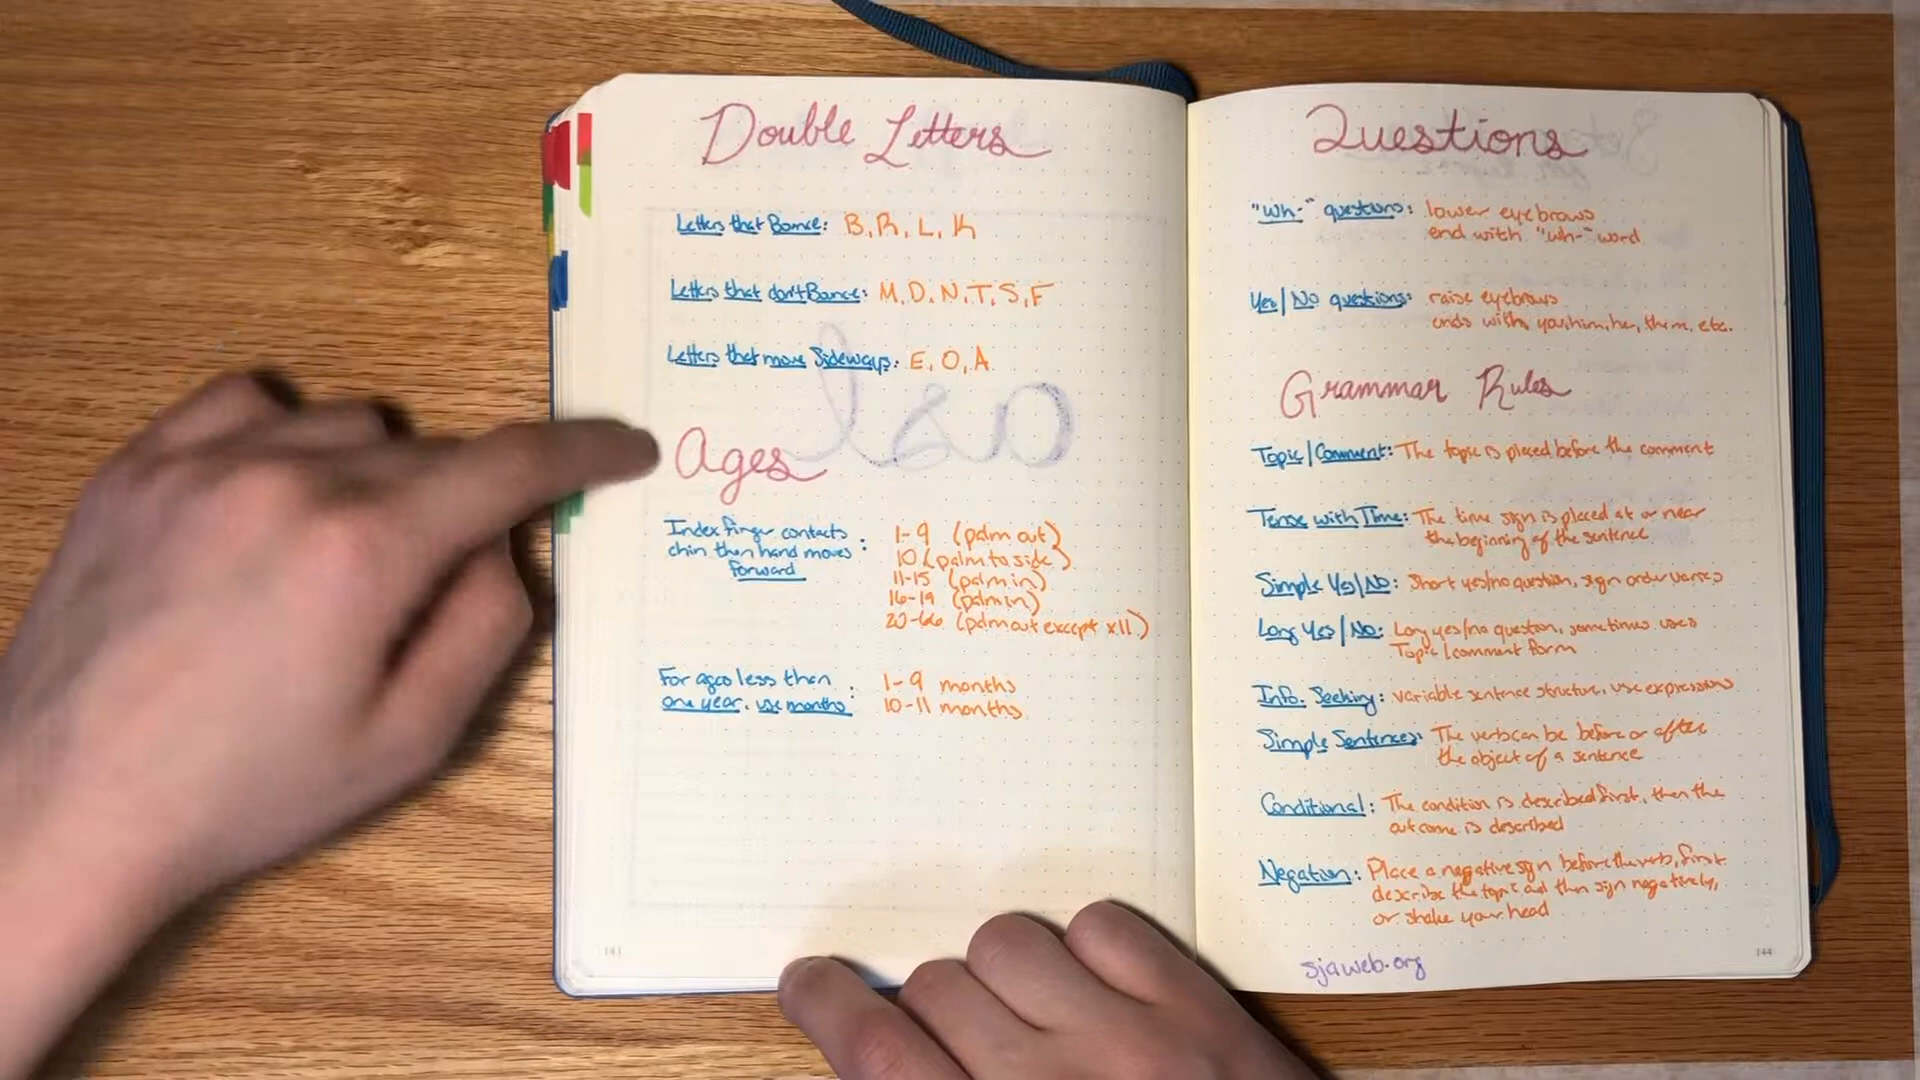 Double Letters
Letters that Bounce: B, R, L, K
Letters that don't Bounce: M, D, N, T, S, F
Letters that move Sideways: E, O, A
Ages
Index finger contacts
chin then hand moves
forward :
1-9 (palm out)
10 (palm to side)
11-15 (palm in)
16-19 (palm in)
20-66 (palm out except x11)
For ages less than
one year, use months :
1-9 months
10-11 months
143
Questions
"Wh-" questions: lower eyebrows
end with "wh-" word
Yes/No questions: raise eyebrows
ends with you, him, her, them, etc.
Grammar Rules
Topic/Comment: The topic is placed before the comment
Tense with Time: The time sign is placed at or near
the beginning of the sentence
Simple Yes/No: Short yes/no question, sign order varies
Long Yes/No: Long yes/no question, sometimes uses
Topic/comment form
Info. Seeking: variable sentence structure, use expressions
Simple Sentences: The verb can be before or after
the object of a sentence
Conditional: The condition is described first, then the
outcome is described
Negation: Place a negative sign before the verb, first
describe the topic and then sign negatively,
or shake your head
sjaweb.org
144